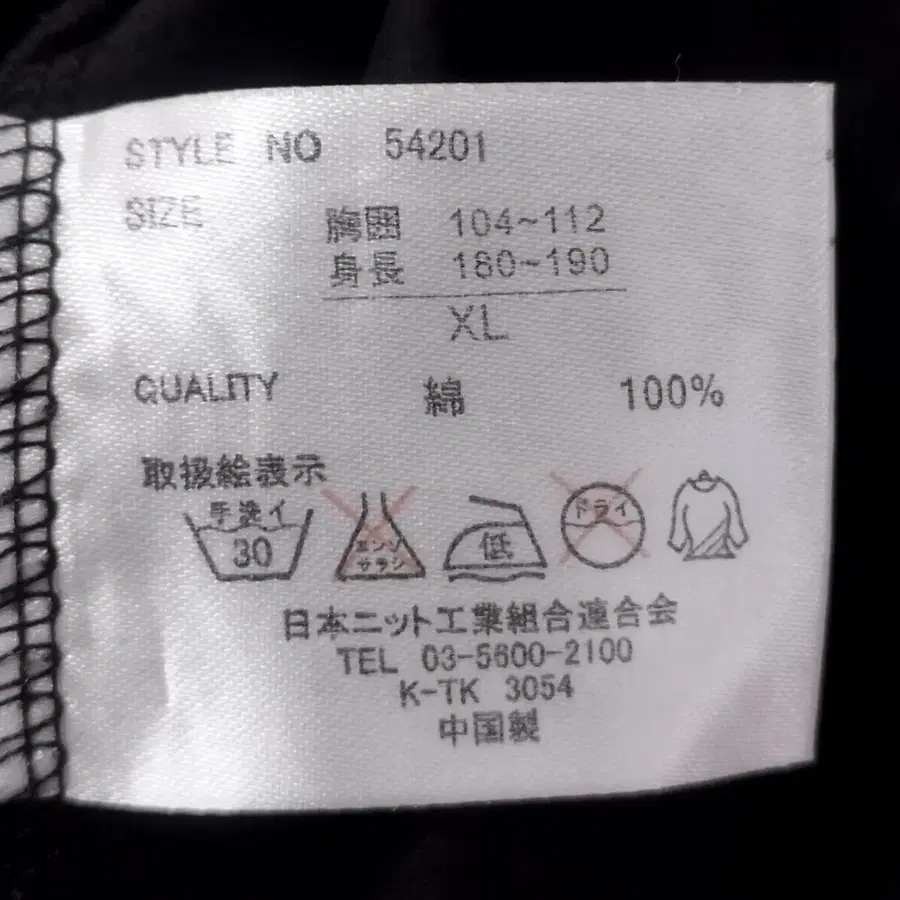 STYLE NO 54201
SIZE 胸囲 104~112
身長 180~190
XL
QUALITY 綿 100%
取扱絵表示
手洗イ
30
エンソ
サラシ
低
ドライ
日本ニット工業組合連合会
TEL 03-5600-2100
K-TK 3054
中国製